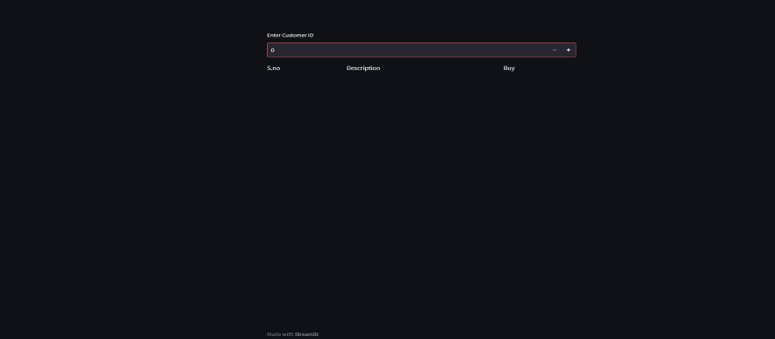 Enter Customer ID
0
S.no Description Buy
Made with Streamlit